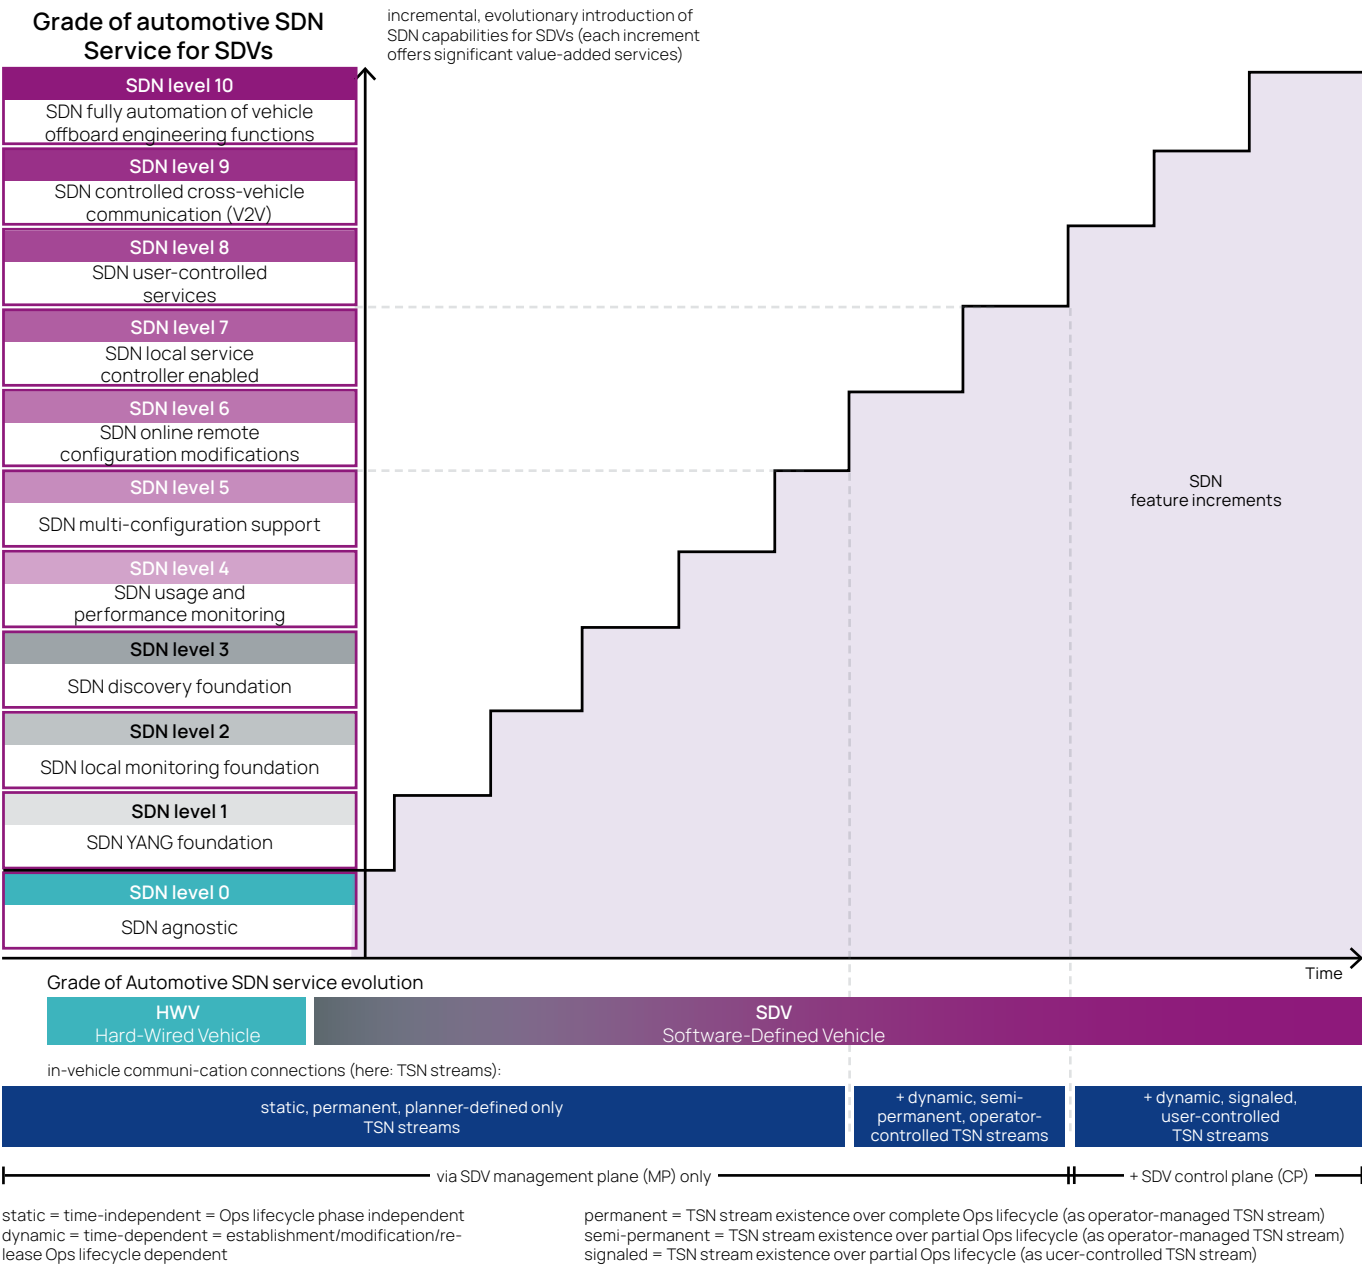 Grade of automotive SDN
Service for SDVs
incremental, evolutionary introduction of
SDN capabilities for SDVs (each increment
offers significant value-added services)
SDN level 10
SDN fully automation of vehicle
offboard engineering functions
SDN level 9
SDN controlled cross-vehicle
communication (V2V)
SDN level 8
SDN user-controlled
services
SDN level 7
SDN local service
controller enabled
SDN level 6
SDN online remote
configuration modifications
SDN level 5
SDN multi-configuration support
SDN level 4
SDN usage and
performance monitoring
SDN level 3
SDN discovery foundation
SDN level 2
SDN local monitoring foundation
SDN level 1
SDN YANG foundation
SDN level 0
SDN agnostic
SDN
feature increments
Time
Grade of Automotive SDN service evolution
HWV
Hard-Wired Vehicle
SDV
Software-Defined Vehicle
in-vehicle communi-cation connections (here: TSN streams):
static, permanent, planner-defined only
TSN streams
+ dynamic, semi-
permanent, operator-
controlled TSN streams
+ dynamic, signaled,
user-controlled
TSN streams
via SDV management plane (MP) only
+ SDV control plane (CP)
static = time-independent = Ops lifecycle phase independent
dynamic = time-dependent = establishment/modification/re-
lease Ops lifecycle dependent
permanent = TSN stream existence over complete Ops lifecycle (as operator-managed TSN stream)
semi-permanent = TSN stream existence over partial Ops lifecycle (as operator-managed TSN stream)
signaled = TSN stream existence over partial Ops lifecycle (as ucer-controlled TSN stream)